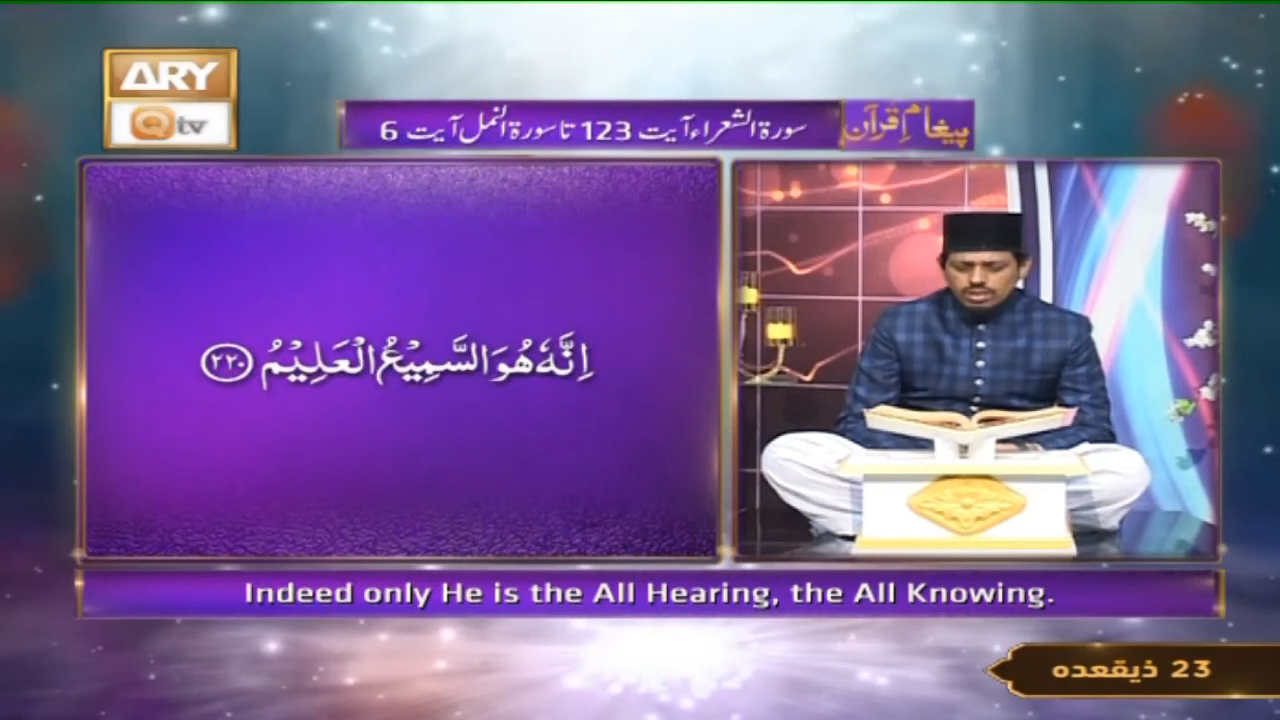 ARY
Qtv
پیغامِ قرآن
سورۃ الشعراء آیت 123 تا سورۃ النمل آیت 6
اِنَّهٗ هُوَ السَّمِیْعُ الْعَلِیْمُ ﴿۲۲۰﴾
Indeed only He is the All Hearing, the All Knowing.
23 ذیقعدہ